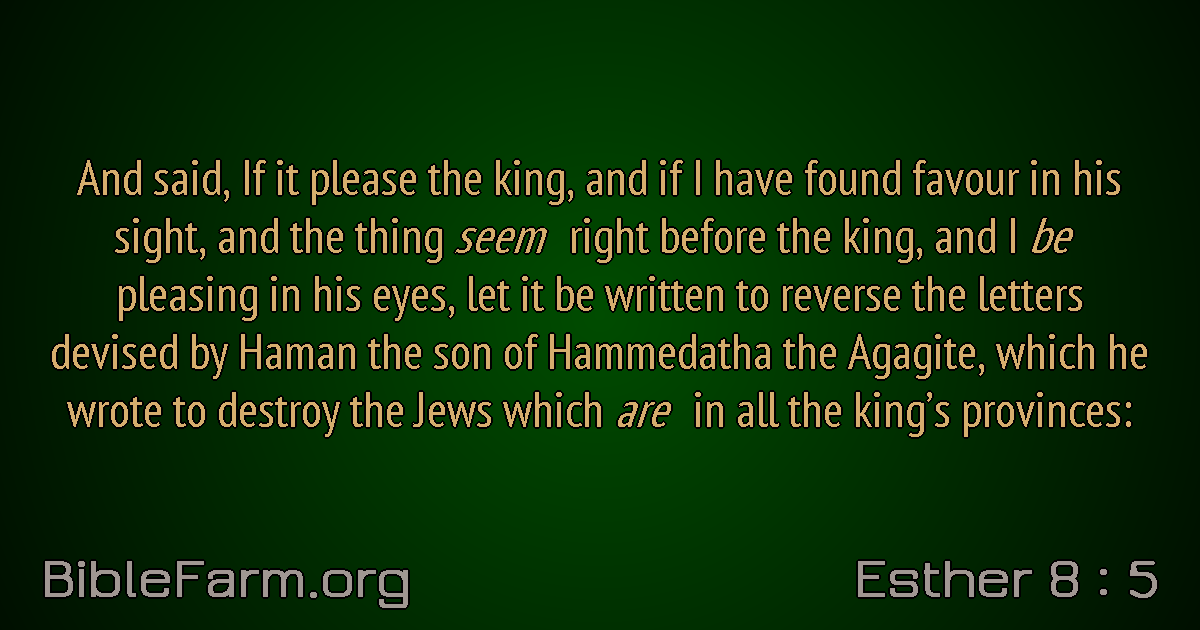 And said, If it please the king, and if I have found favour in his
sight, and the thing seem right before the king, and I be
pleasing in his eyes, let it be written to reverse the letters
devised by Haman the son of Hammedatha the Agagite, which he
wrote to destroy the Jews which are in all the king’s provinces:
BibleFarm.org
Esther 8 : 5